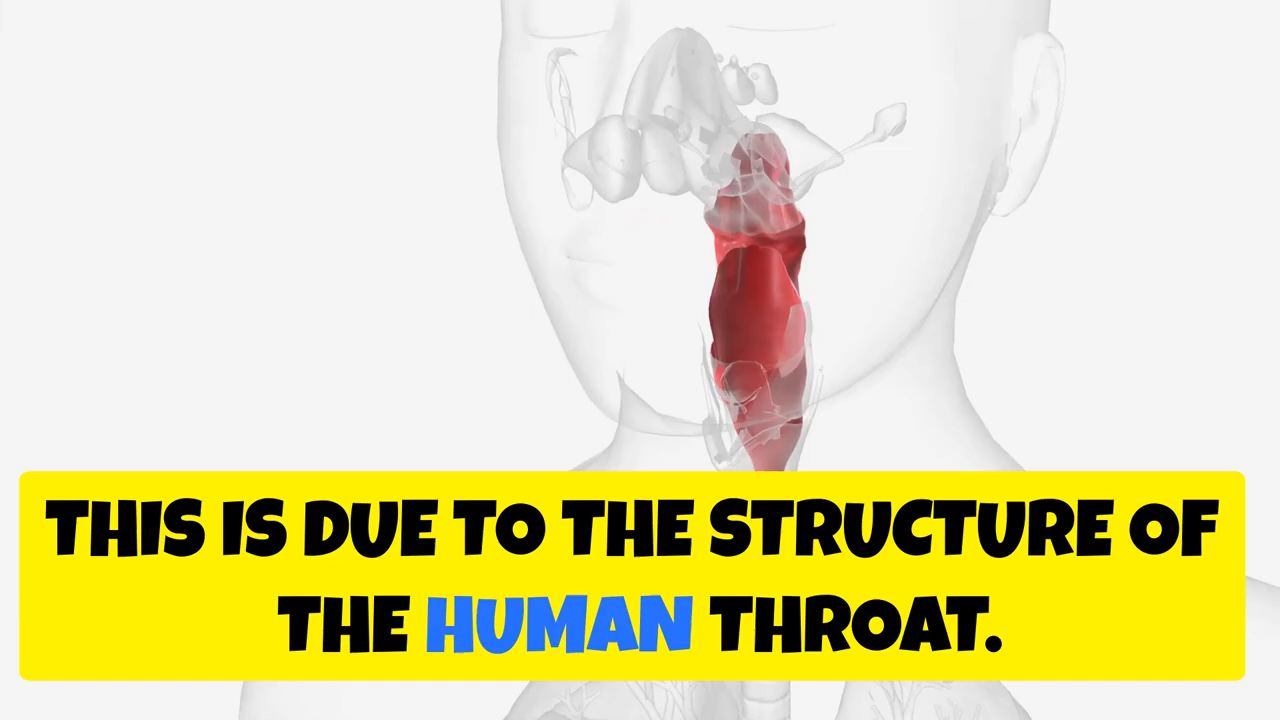 THIS IS DUE TO THE STRUCTURE OF
THE HUMAN THROAT.